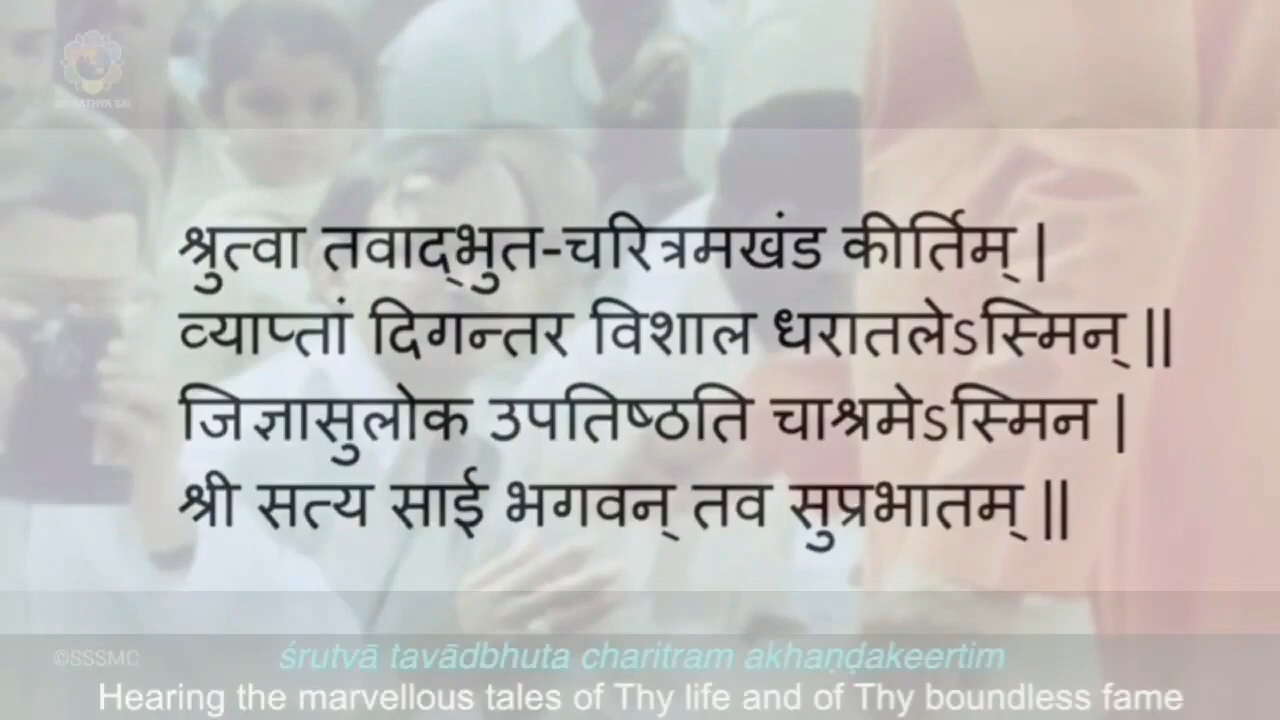 श्रुत्वा तवाद्‌भुत-चरित्रमखंड कीर्तिम् |
व्याप्तां दिगन्तर विशाल धरातलेऽस्मिन् ||
जिज्ञासुलोक उपतिष्ठति चाश्रमेऽस्मिन |
श्री सत्य साई भगवन् तव सुप्रभातम् ||
©SSSMC
śrutvā tavādbhuta charitram akhaṇḍakeertim
Hearing the marvellous tales of Thy life and of Thy boundless fame